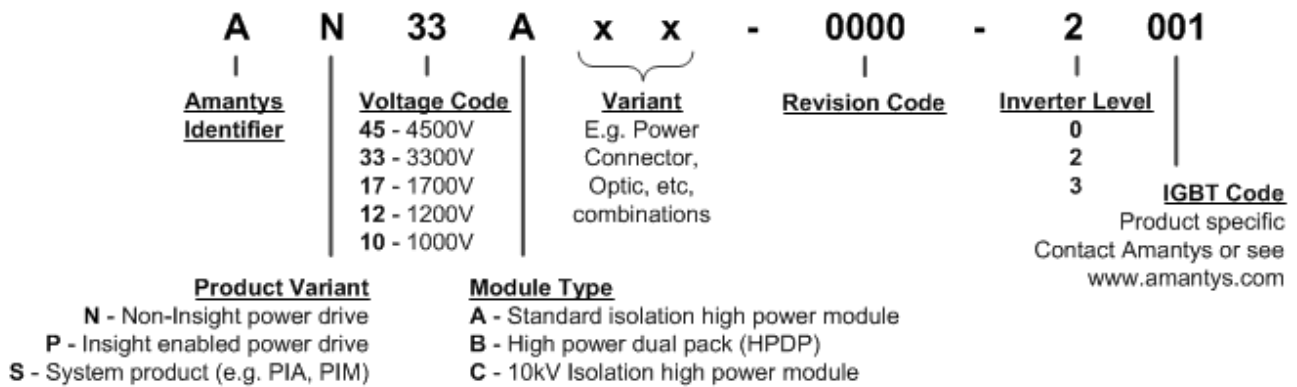 A N 33 A x x - 0000 - 2 001
Amantys
Identifier
Voltage Code
45 - 4500V
33 - 3300V
17 - 1700V
12 - 1200V
10 - 1000V
Variant
E.g. Power
Connector,
Optic, etc,
combinations
Revision Code
Inverter Level
0
2
3
IGBT Code
Product specific
Contact Amantys or see
www.amantys.com
Product Variant
N - Non-Insight power drive
P - Insight enabled power drive
S - System product (e.g. PIA, PIM)
Module Type
A - Standard isolation high power module
B - High power dual pack (HPDP)
C - 10kV Isolation high power module